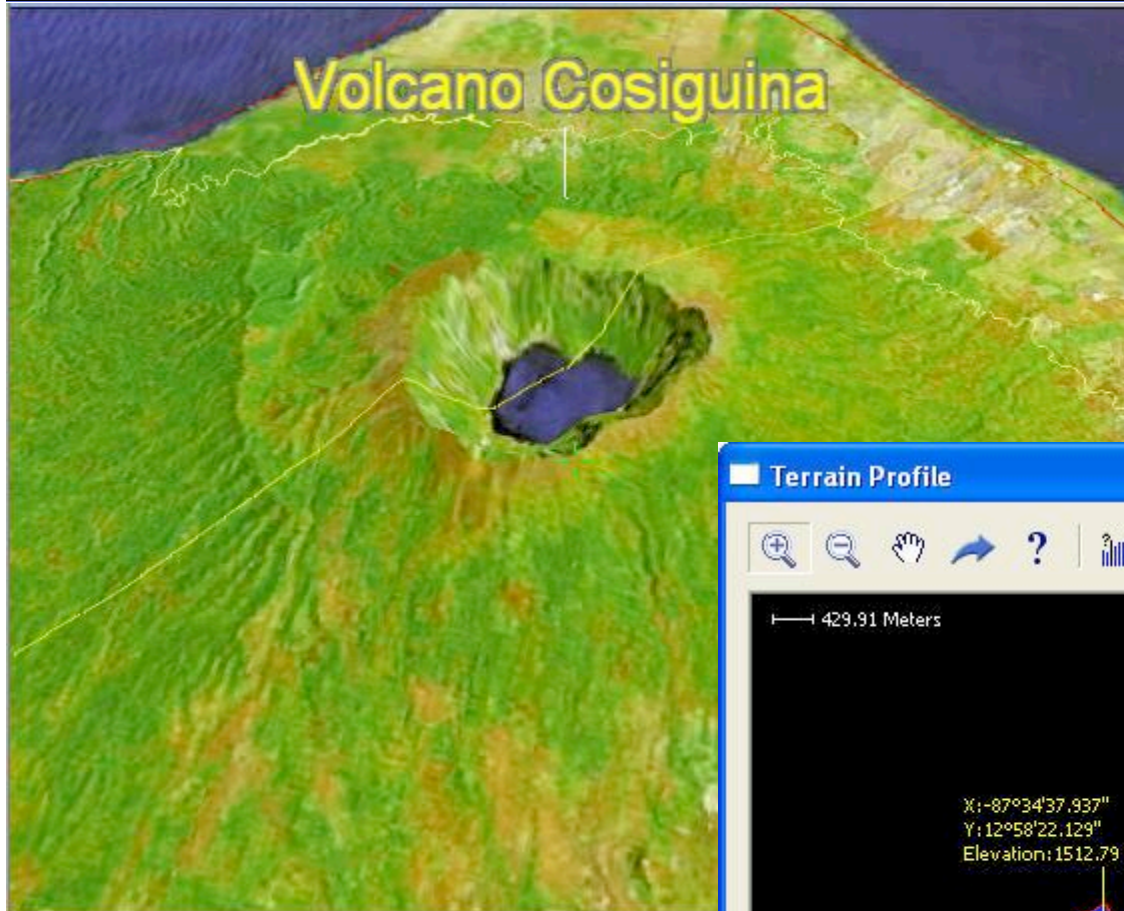 Volcano Cosiguina
Terrain Profile
?
429.91 Meters
X:-87°34'37.937"
Y:12°58'22.129"
Elevation:1512.79